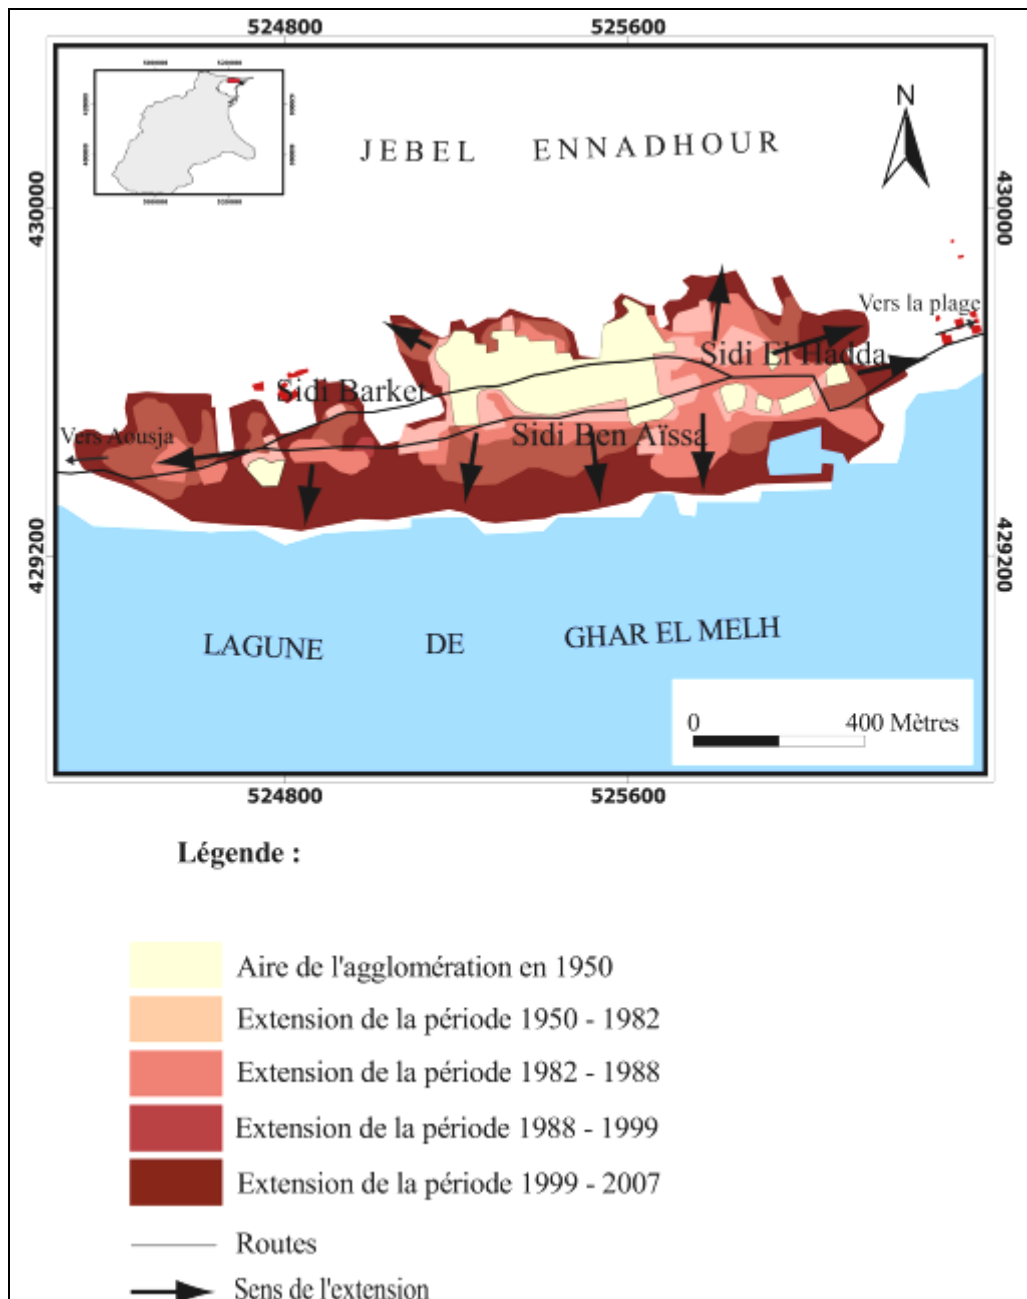 524800 525600
JEBEL ENNADHOUR
N
430000 430000
Vers la plage
Sidi El Hadda
Sidi Barket
Sidi Ben Aïssa
Vers Aousja
429200 429200
LAGUNE DE GHAR EL MELH
0 400 Mètres
524800 525600
Légende :
Aire de l'agglomération en 1950
Extension de la période 1950 - 1982
Extension de la période 1982 - 1988
Extension de la période 1988 - 1999
Extension de la période 1999 - 2007
Routes
Sens de l'extension